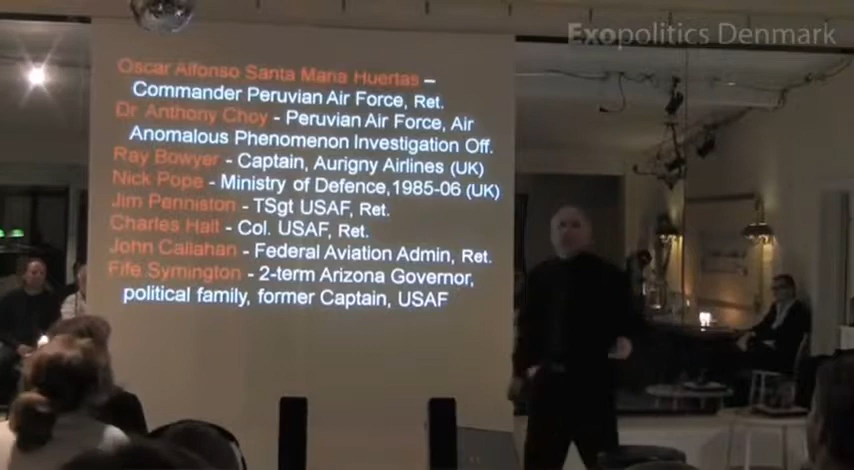 Exopolitics Denmark
Oscar Alfonso Santa Maria Huertas –
Commander Peruvian Air Force, Ret.
Dr Anthony Choy - Peruvian Air Force, Air
Anomalous Phenomenon Investigation Off.
Ray Bowyer - Captain, Aurigny Airlines (UK)
Nick Pope - Ministry of Defence,1985-06 (UK)
Jim Penniston - TSgt USAF, Ret.
Charles Halt - Col. USAF, Ret.
John Callahan - Federal Aviation Admin, Ret.
Fife Symington - 2-term Arizona Governor,
political family, former Captain, USAF